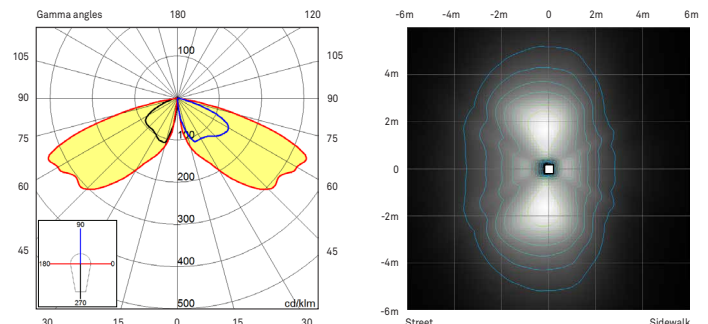 Gamma angles 180 120
105 105
90 90
75 75
60 60
45 45
30 15 0 15 30
100
100
200
300
400
500
cd/klm
90
180 0
270
-6m -4m -2m 0 2m 4m 6m
4m
2m
0
-2m
-4m
-6m
Street Sidewalk